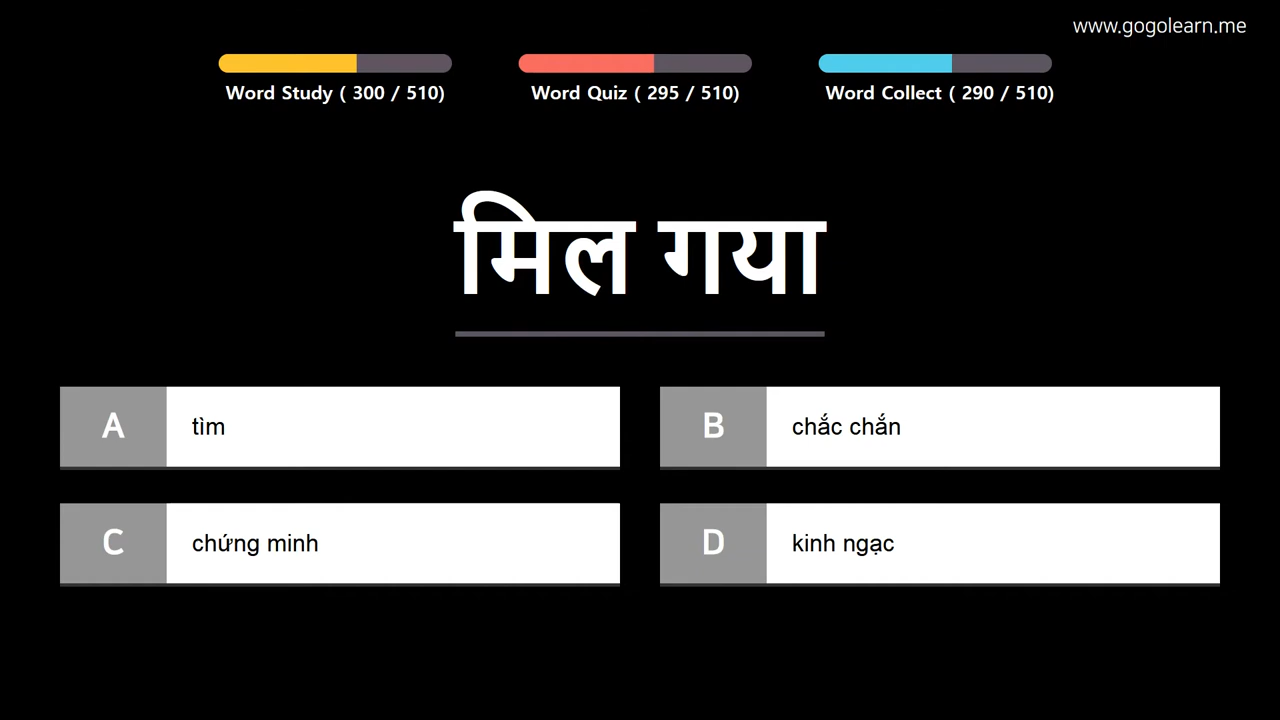 www.gogolearn.me
Word Study ( 300 / 510)
Word Quiz ( 295 / 510)
Word Collect ( 290 / 510)
मिल गया
A
tìm
B
chắc chắn
C
chứng minh
D
kinh ngạc